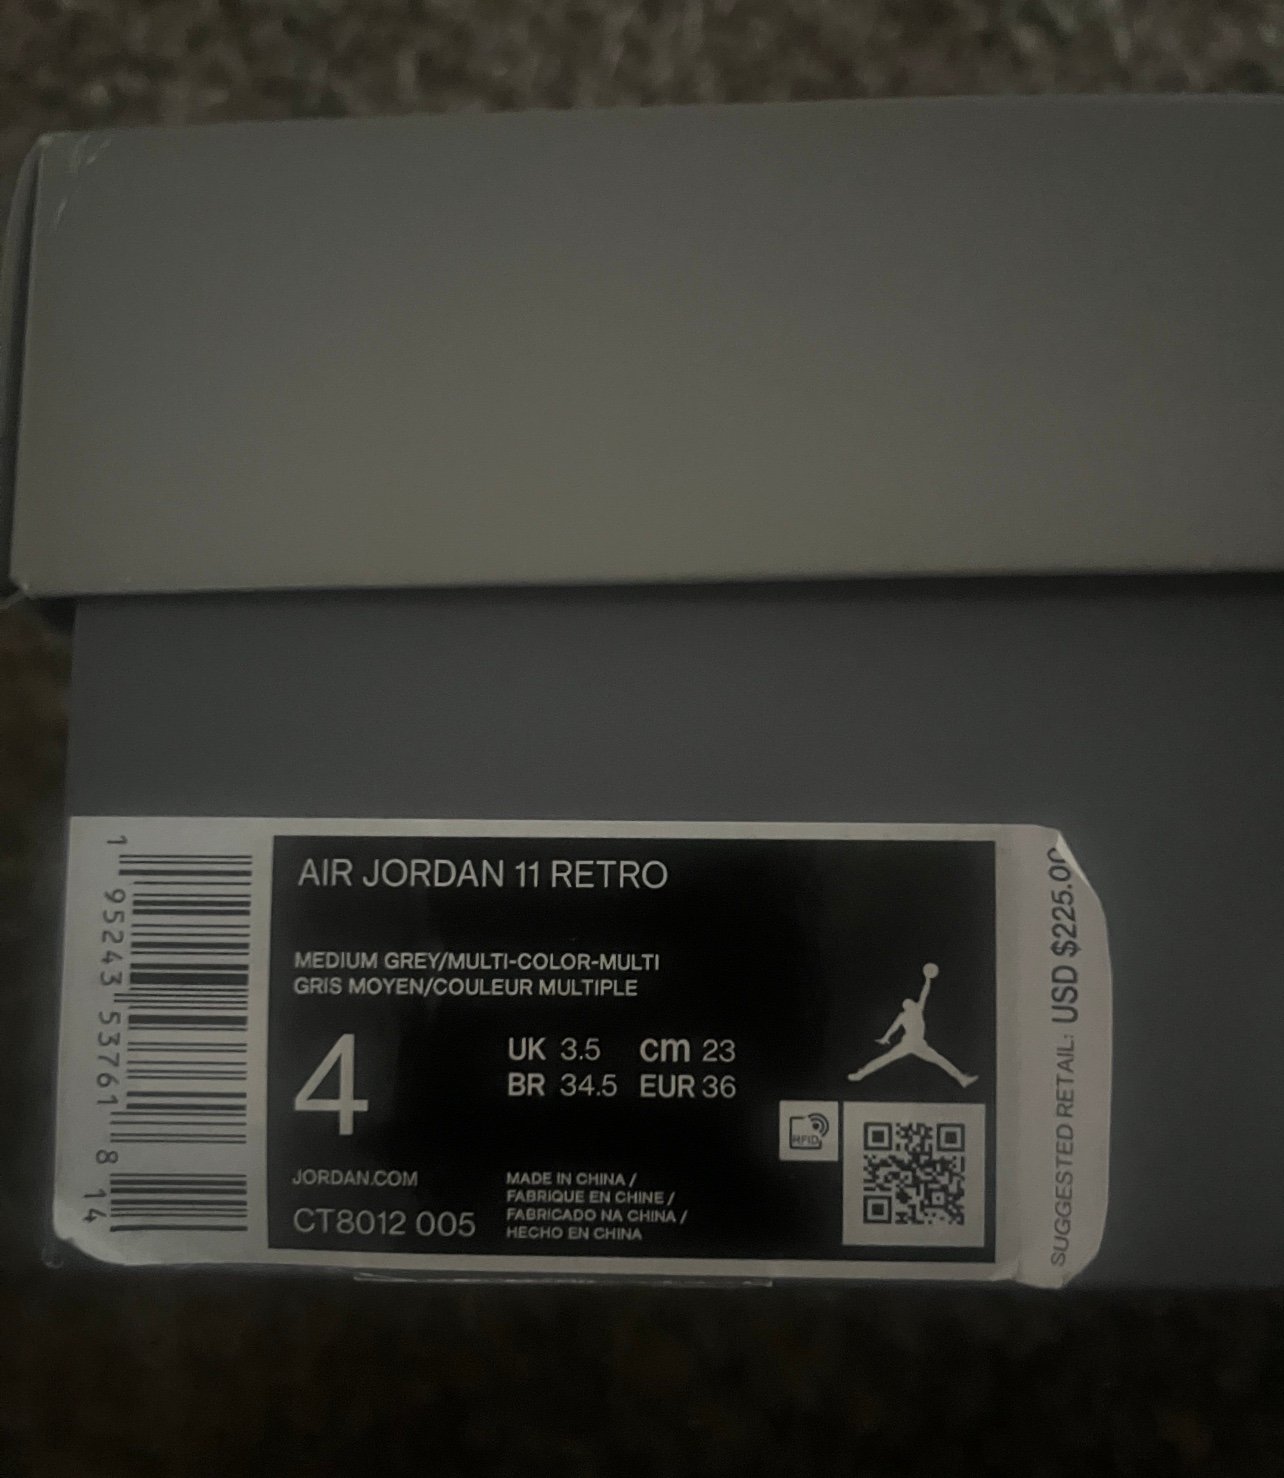 AIR JORDAN 11 RETRO
MEDIUM GREY/MULTI-COLOR-MULTI
GRIS MOYEN/COULEUR MULTIPLE
4
UK 3.5 cm 23
BR 34.5 EUR 36
RFID
JORDAN.COM
CT8012 005
MADE IN CHINA /
FABRIQUE EN CHINE /
FABRICADO NA CHINA /
HECHO EN CHINA
1 95243 53761 8 14
SUGGESTED RETAIL: USD $225.00